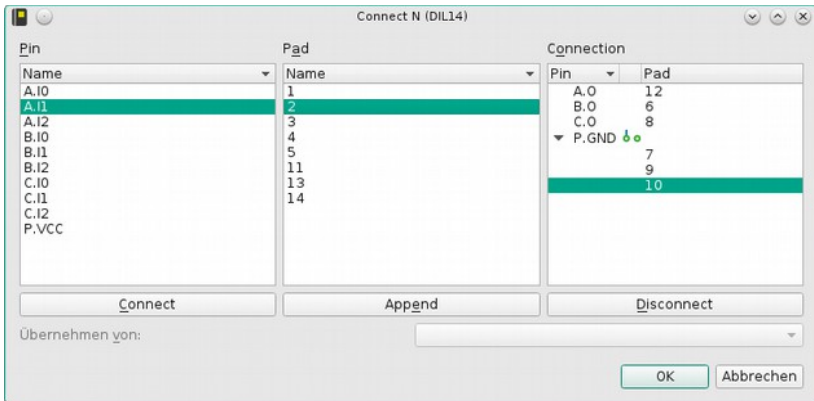 Connect N (DIL14)
Pin
Pad
Connection
Name
A.I0
A.I1
A.I2
B.I0
B.I1
B.I2
C.I0
C.I1
C.I2
P.VCC
Name
1
2
3
4
5
11
13
14
Pin Pad
A.O 12
B.O 6
C.O 8
P.GND
7
9
10
Connect
Append
Disconnect
Übernehmen von:
OK
Abbrechen